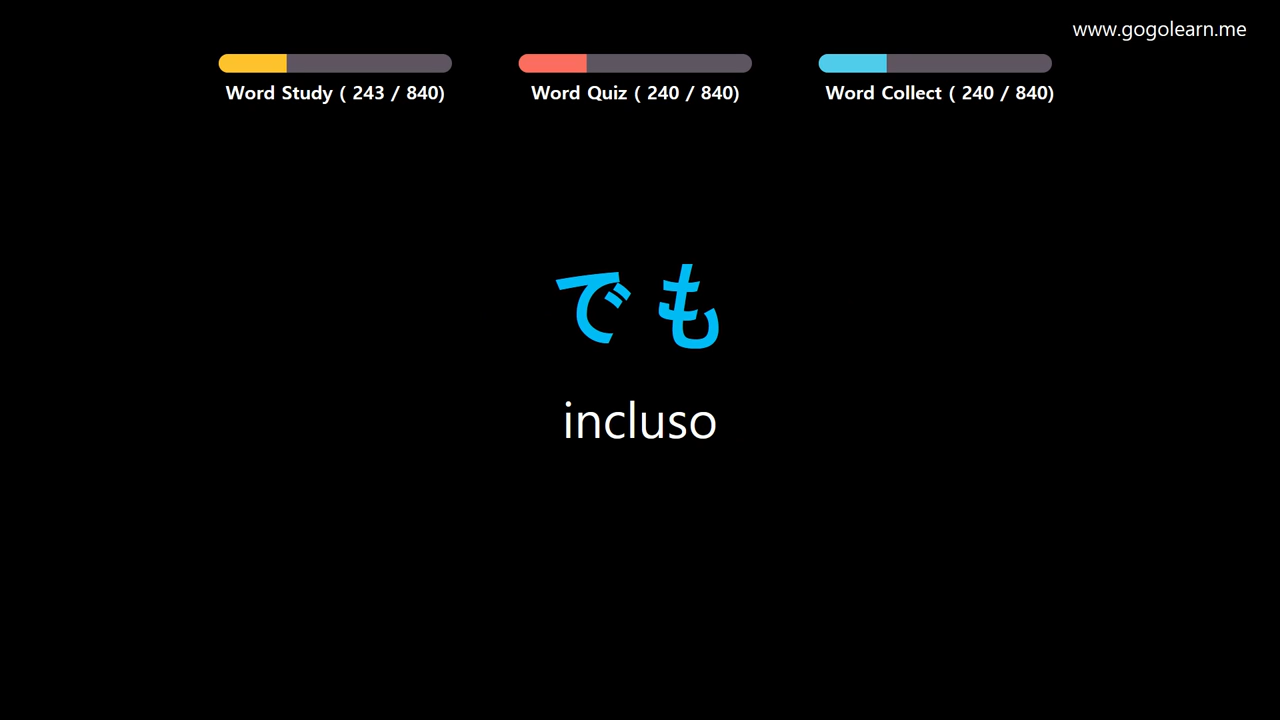 www.gogolearn.me
Word Study ( 243 / 840)
Word Quiz ( 240 / 840)
Word Collect ( 240 / 840)
でも
incluso